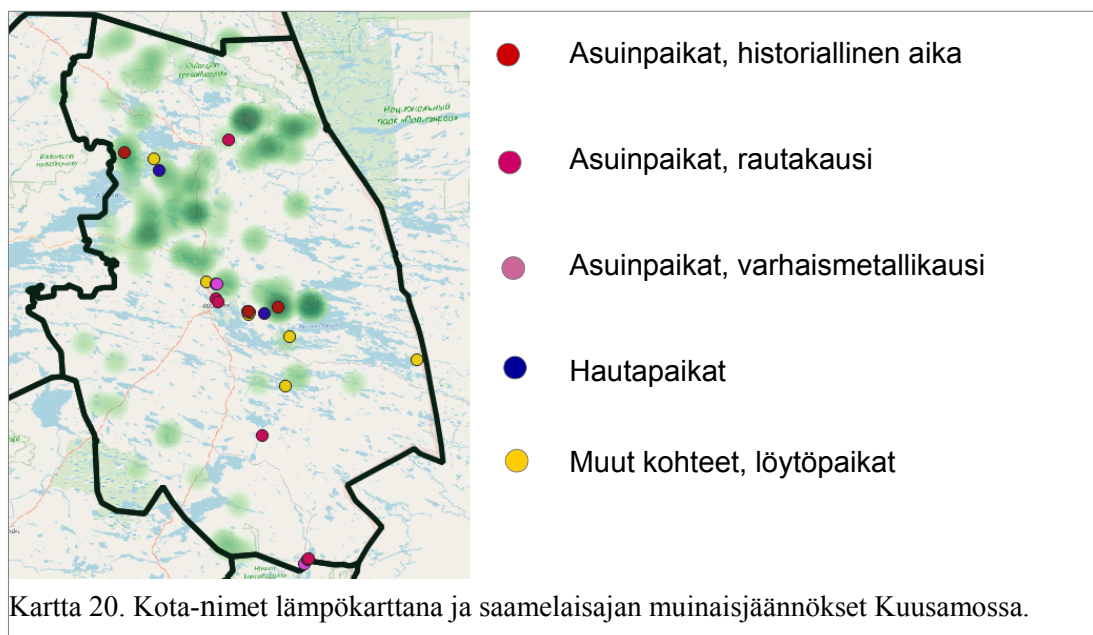 Asuinpaikat, historiallinen aika
Asuinpaikat, rautakausi
Asuinpaikat, varhaismetallikausi
Hautapaikat
Muut kohteet, löytöpaikat
Kartta 20. Kota-nimet lämpökarttana ja saamelaisajan muinaisjäännökset Kuusamossa.